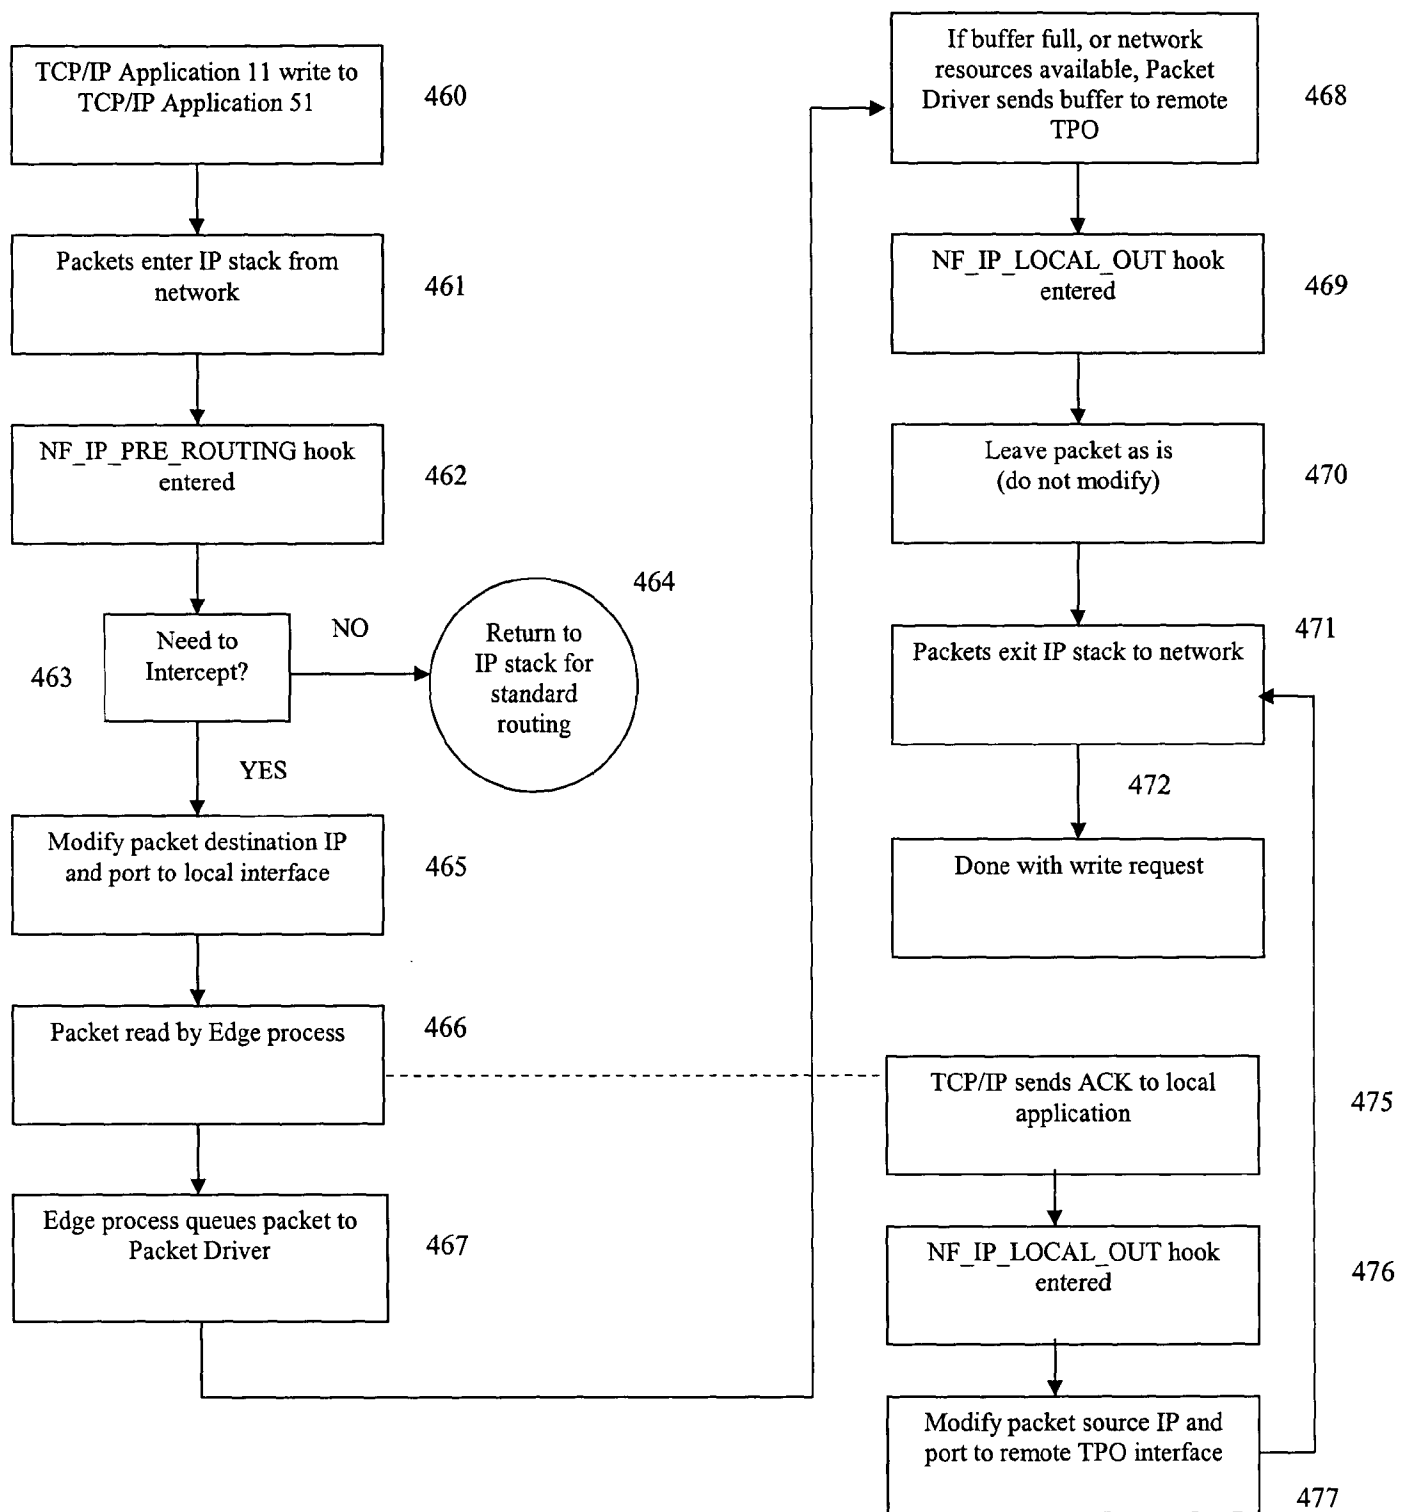 TCP/IP Application 11 write to
TCP/IP Application 51
460
Packets enter IP stack from
network
461
NF_IP_PRE_ROUTING hook
entered
462
Need to
Intercept?
463
NO
Return to
IP stack for
standard
routing
464
YES
Modify packet destination IP
and port to local interface
465
Packet read by Edge process
466
Edge process queues packet to
Packet Driver
467
If buffer full, or network
resources available, Packet
Driver sends buffer to remote
TPO
468
NF_IP_LOCAL_OUT hook
entered
469
Leave packet as is
(do not modify)
470
Packets exit IP stack to network
471
472
Done with write request
TCP/IP sends ACK to local
application
475
NF_IP_LOCAL_OUT hook
entered
476
Modify packet source IP and
port to remote TPO interface
477